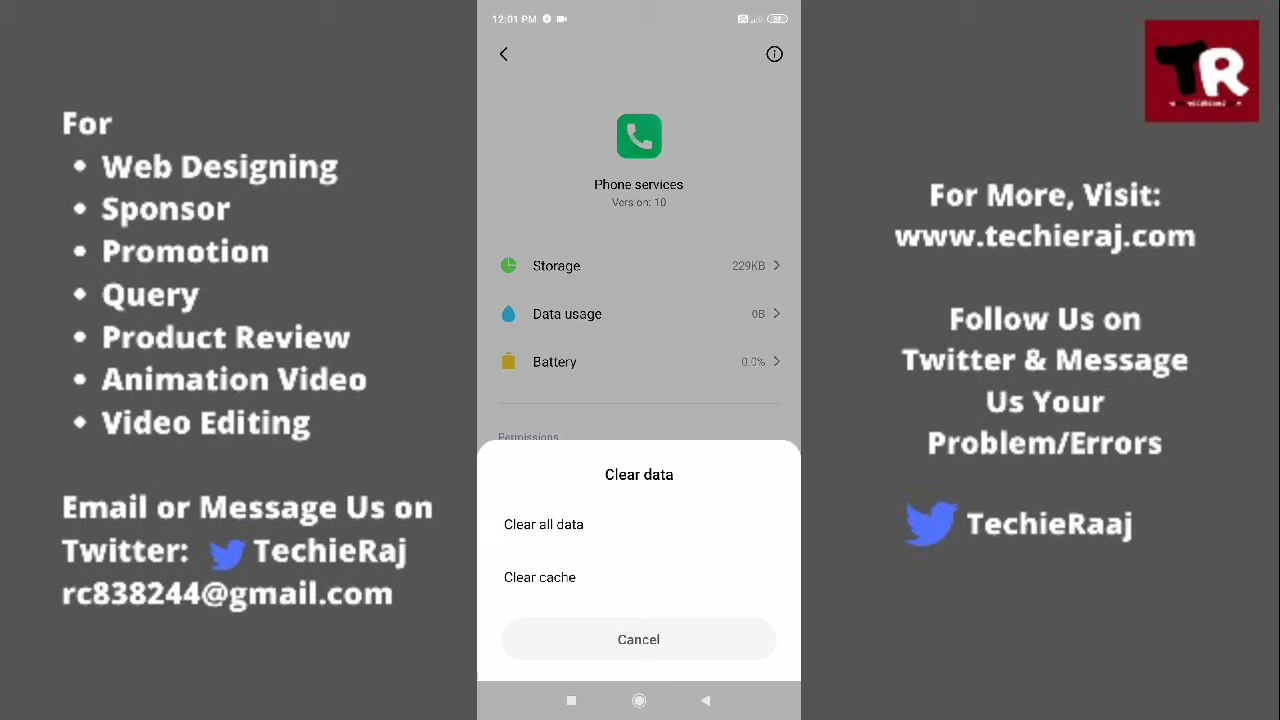 For
• Web Designing
• Sponsor
• Promotion
• Query
• Product Review
• Animation Video
• Video Editing
Email or Message Us on
Twitter: TechieRaj
rc838244@gmail.com
12:01 PM
Phone services
Version: 10
Storage 229KB
Data usage 0B
Battery 0.0%
Permissions
Clear data
Clear all data
Clear cache
Cancel
TR
For More, Visit:
www.techieraj.com
Follow Us on
Twitter & Message
Us Your
Problem/Errors
TechieRaaj